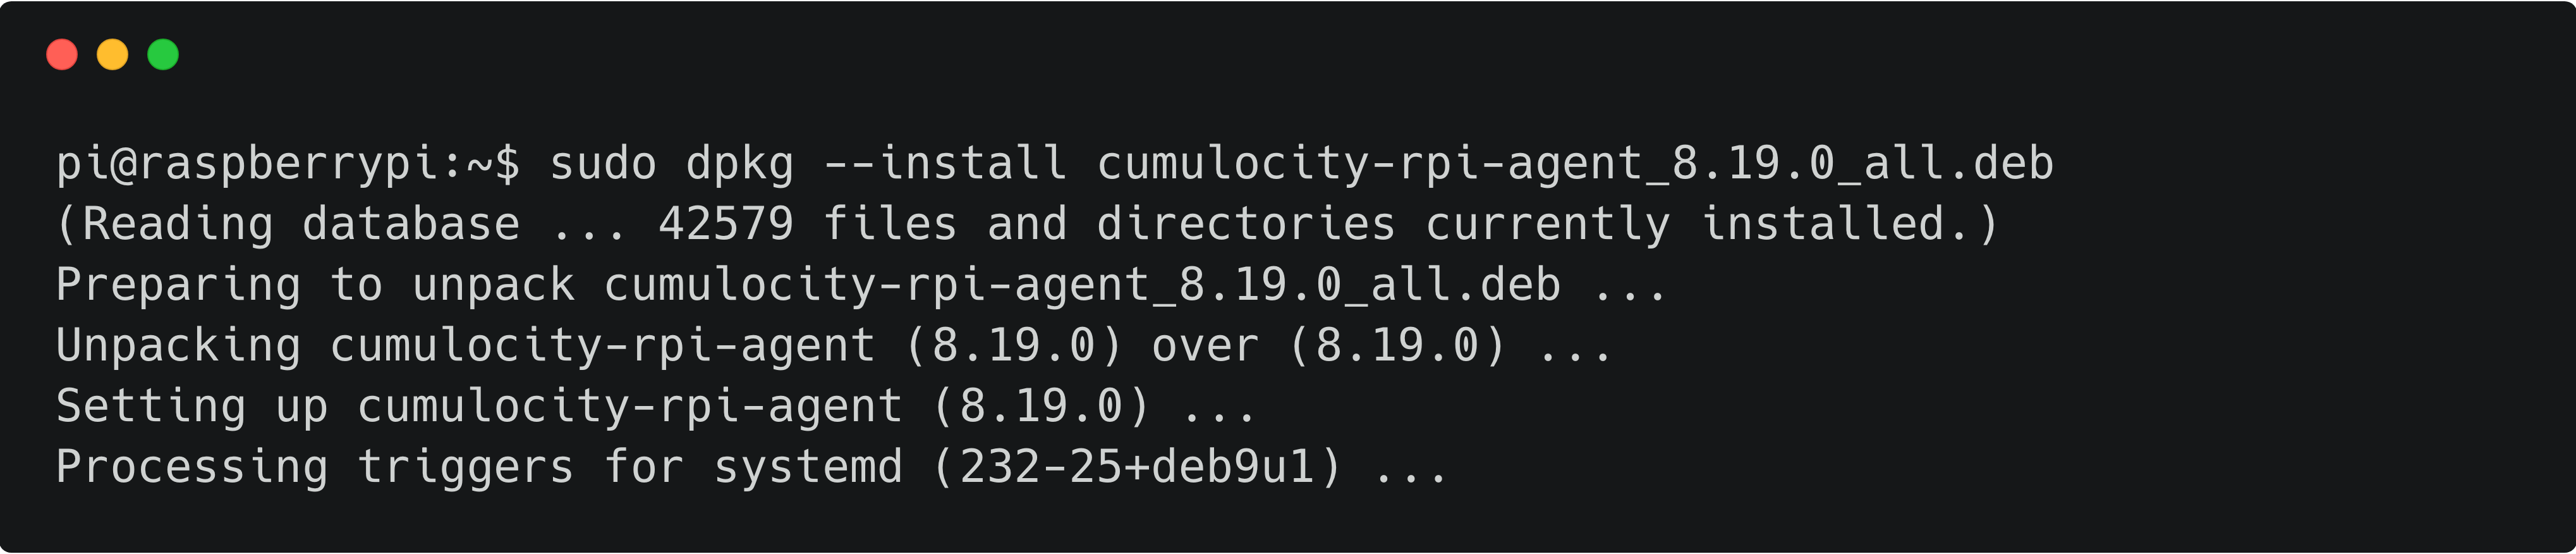 pi@raspberrypi:~$ sudo dpkg --install cumulocity-rpi-agent_8.19.0_all.deb
(Reading database ... 42579 files and directories currently installed.)
Preparing to unpack cumulocity-rpi-agent_8.19.0_all.deb ...
Unpacking cumulocity-rpi-agent (8.19.0) over (8.19.0) ...
Setting up cumulocity-rpi-agent (8.19.0) ...
Processing triggers for systemd (232-25+deb9u1) ...